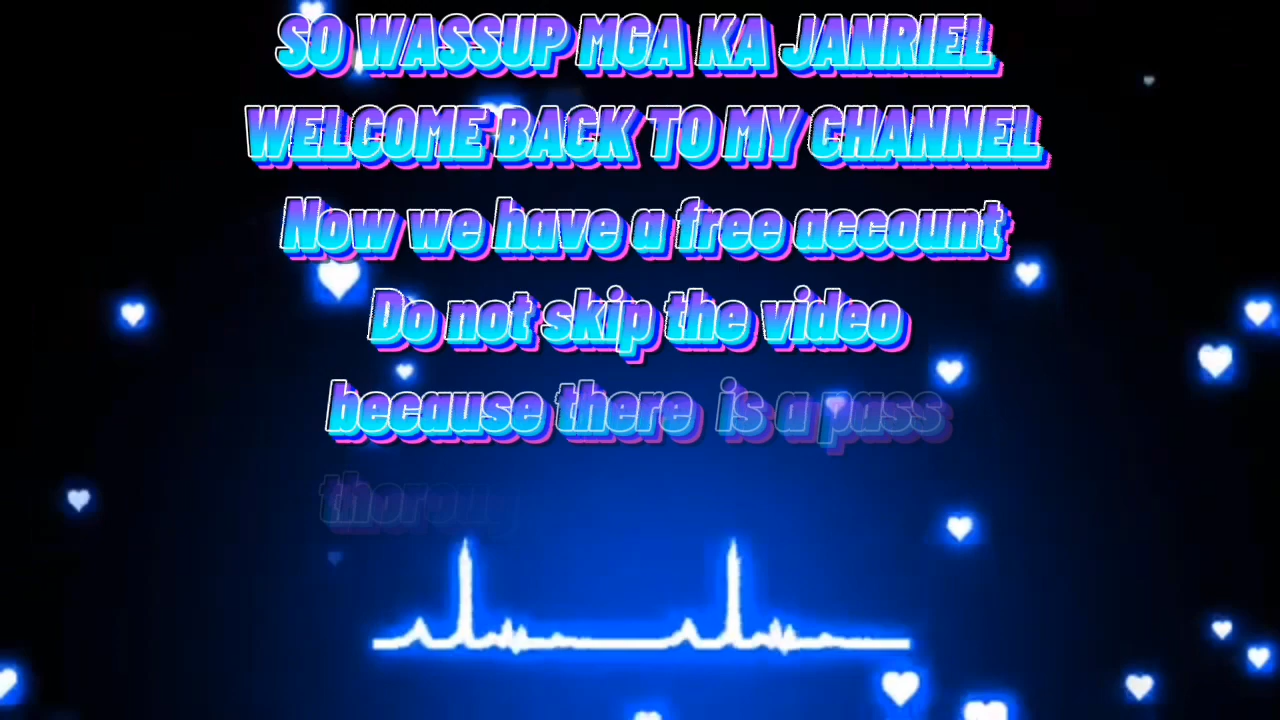 SO WASSUP MGA KA JANRIEL
WELCOME BACK TO MY CHANNEL
Now we have a free account
Do not skip the video
because there is a pass